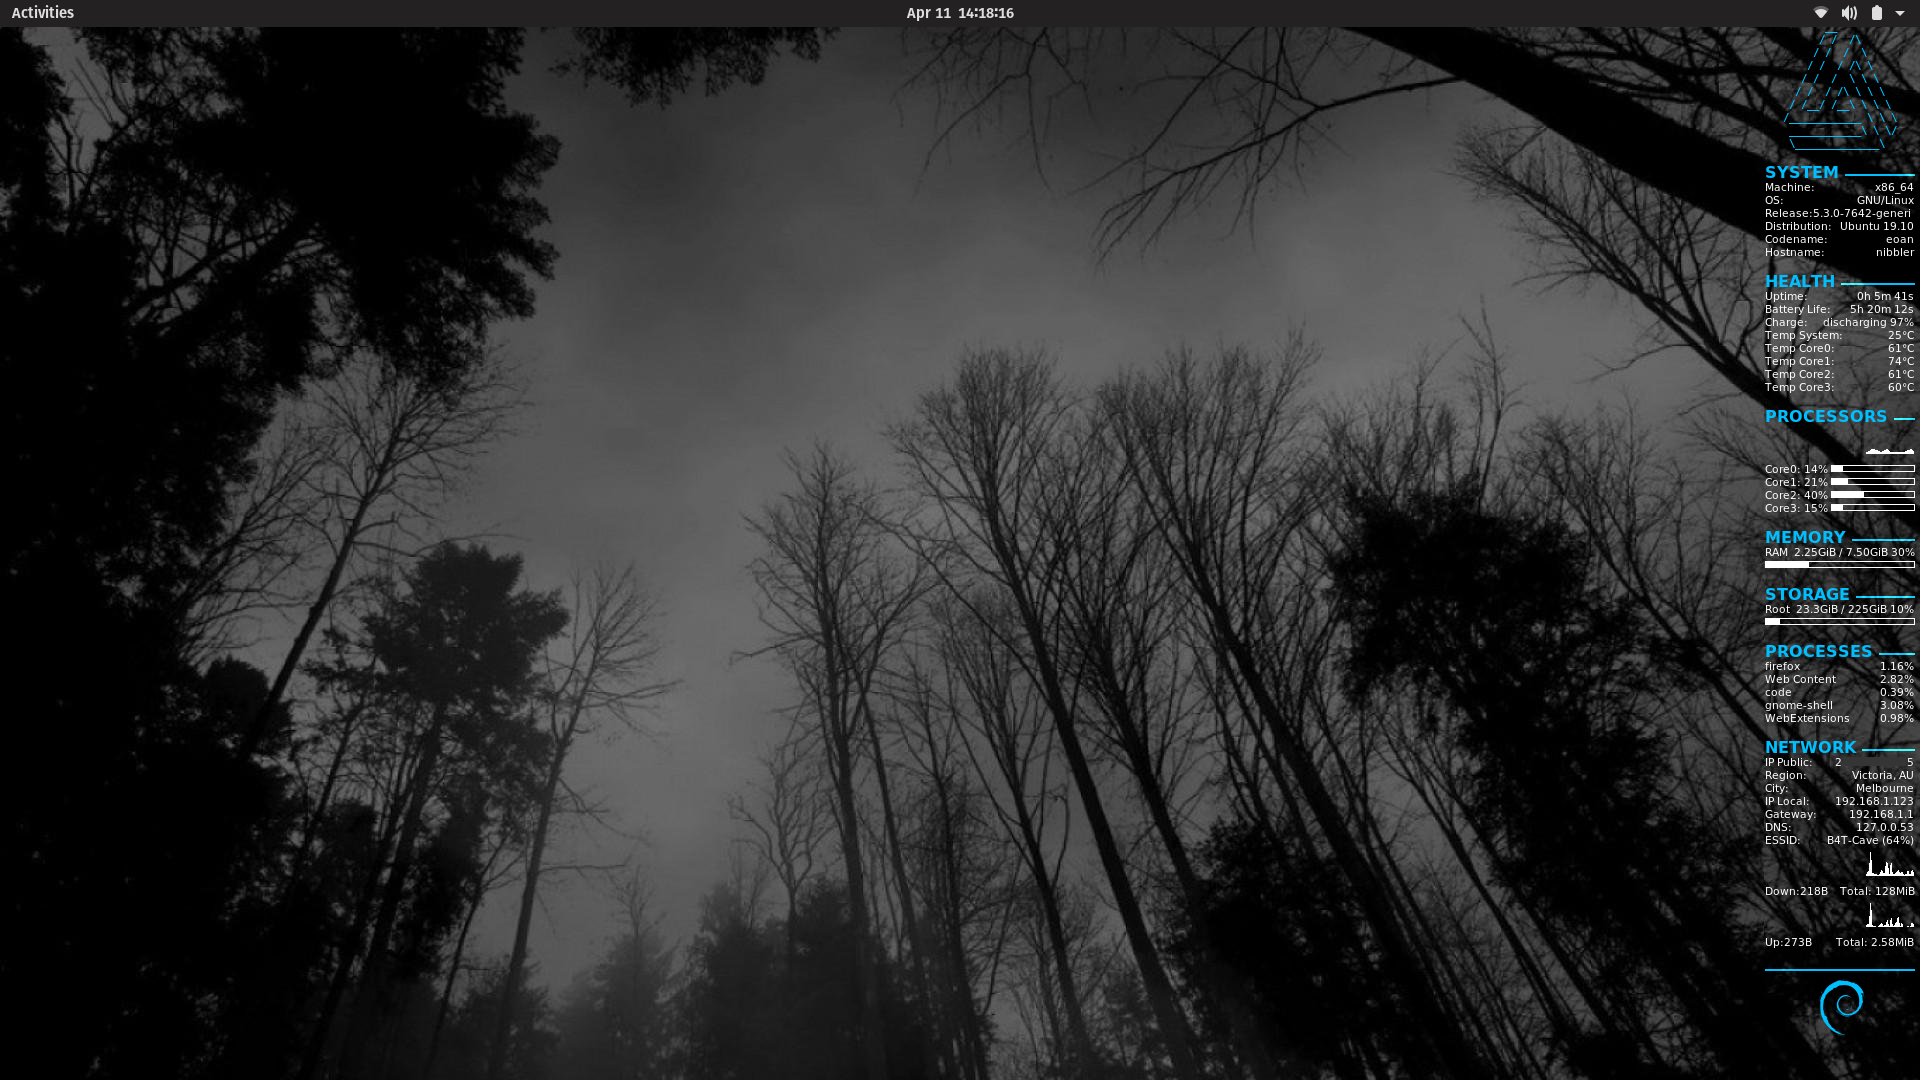 Activities
Apr 11 14:18:16
SYSTEM
Machine: x86_64
OS: GNU/Linux
Release:5.3.0-7642-generi
Distribution: Ubuntu 19.10
Codename: eoan
Hostname: nibbler
HEALTH
Uptime: 0h 5m 41s
Battery Life: 5h 20m 12s
Charge: discharging 97%
Temp System: 25°C
Temp Core0: 61°C
Temp Core1: 74°C
Temp Core2: 61°C
Temp Core3: 60°C
PROCESSORS
Core0: 14%
Core1: 21%
Core2: 40%
Core3: 15%
MEMORY
RAM 2.25GiB / 7.50GiB 30%
STORAGE
Root 23.3GiB / 225GiB 10%
PROCESSES
firefox 1.16%
Web Content 2.82%
code 0.39%
gnome-shell 3.08%
WebExtensions 0.98%
NETWORK
IP Public: 2 5
Region: Victoria, AU
City: Melbourne
IP Local: 192.168.1.123
Gateway: 192.168.1.1
DNS: 127.0.0.53
ESSID: B4T-Cave (64%)
Down:218B Total: 128MiB
Up:273B Total: 2.58MiB